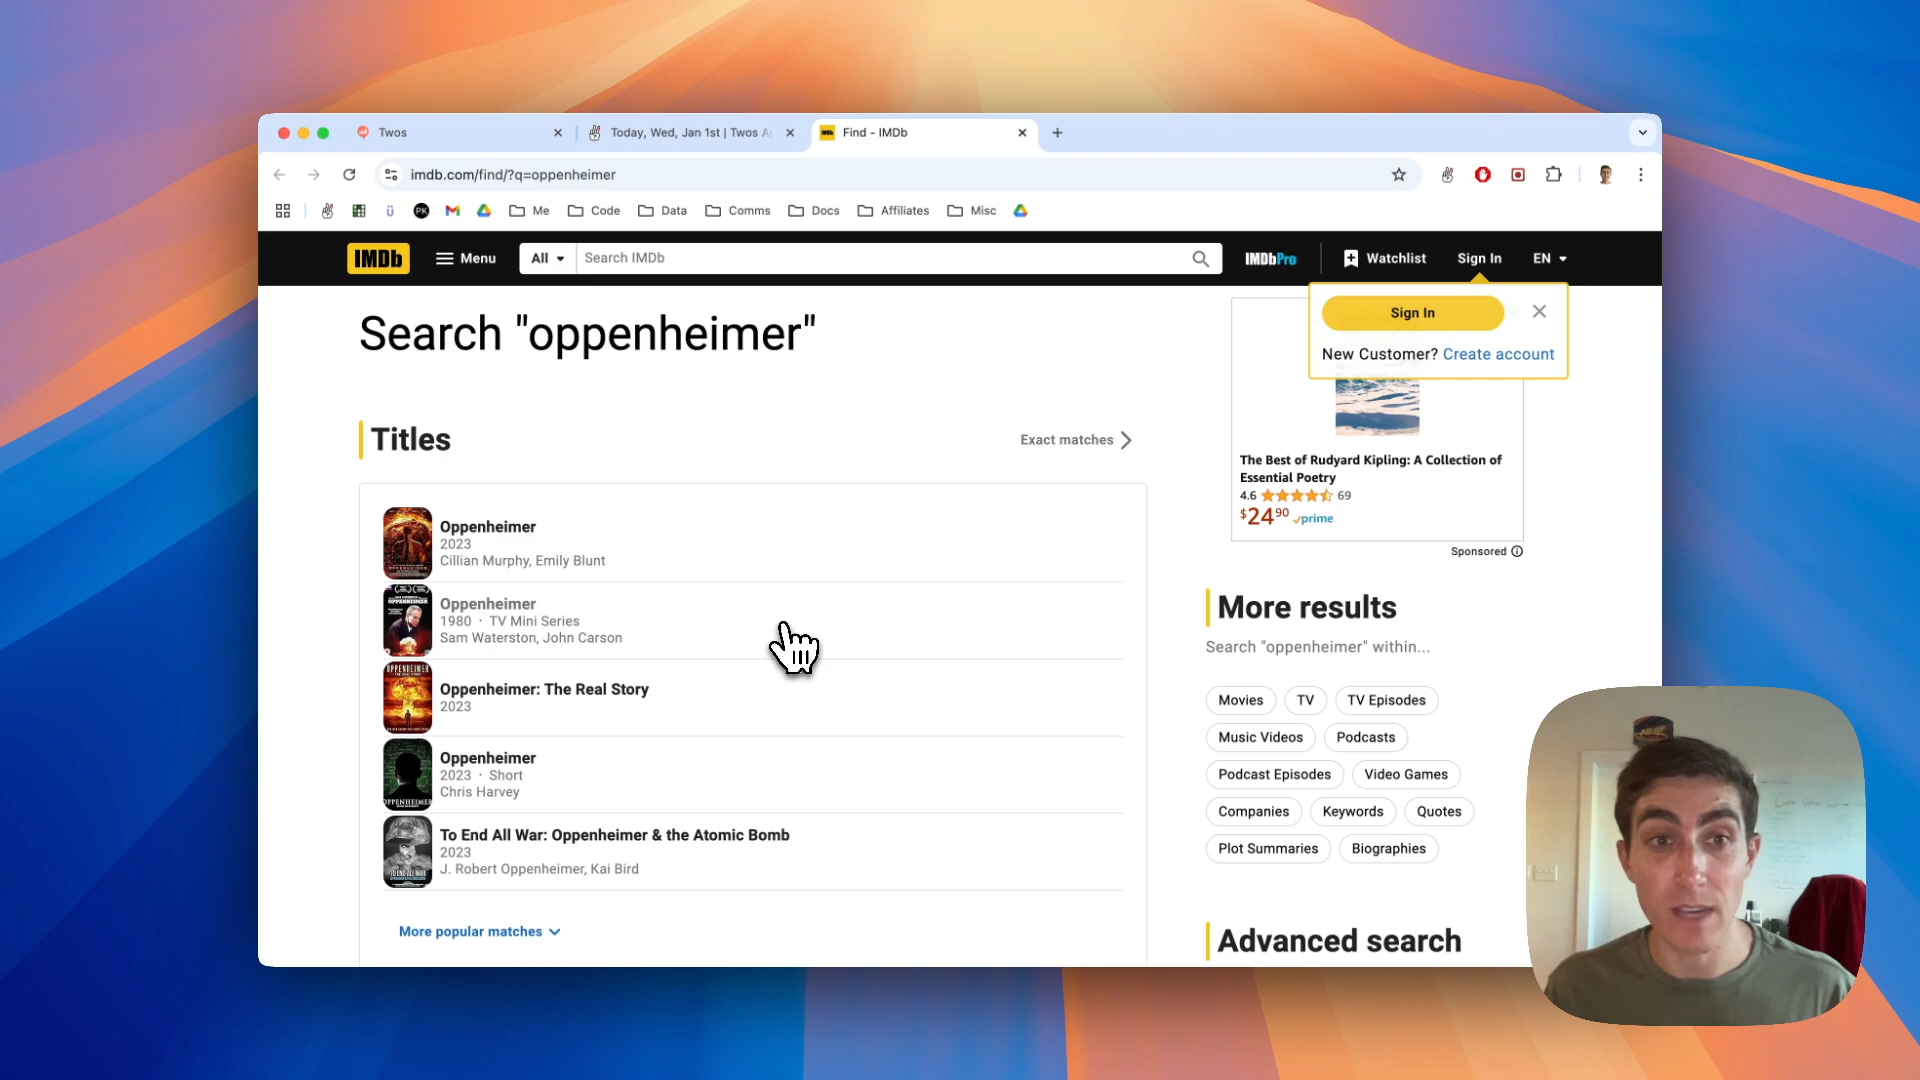 Twos
Today, Wed, Jan 1st | Twos A
Find - IMDb
imdb.com/find/?q=oppenheimer
Me
Code
Data
Comms
Docs
Affiliates
Misc
IMDb
Menu
All
Search IMDb
IMDbPro
Watchlist
Sign In
EN
Sign In
New Customer? Create account
Search "oppenheimer"
Titles
Exact matches
Oppenheimer
2023
Cillian Murphy, Emily Blunt
Oppenheimer
1980 · TV Mini Series
Sam Waterston, John Carson
Oppenheimer: The Real Story
2023
Oppenheimer
2023 · Short
Chris Harvey
To End All War: Oppenheimer & the Atomic Bomb
2023
J. Robert Oppenheimer, Kai Bird
More popular matches
The Best of Rudyard Kipling: A Collection of
Essential Poetry
4.6 69
$24 90 prime
Sponsored
More results
Search "oppenheimer" within...
Movies
TV
TV Episodes
Music Videos
Podcasts
Podcast Episodes
Video Games
Companies
Keywords
Quotes
Plot Summaries
Biographies
Advanced search